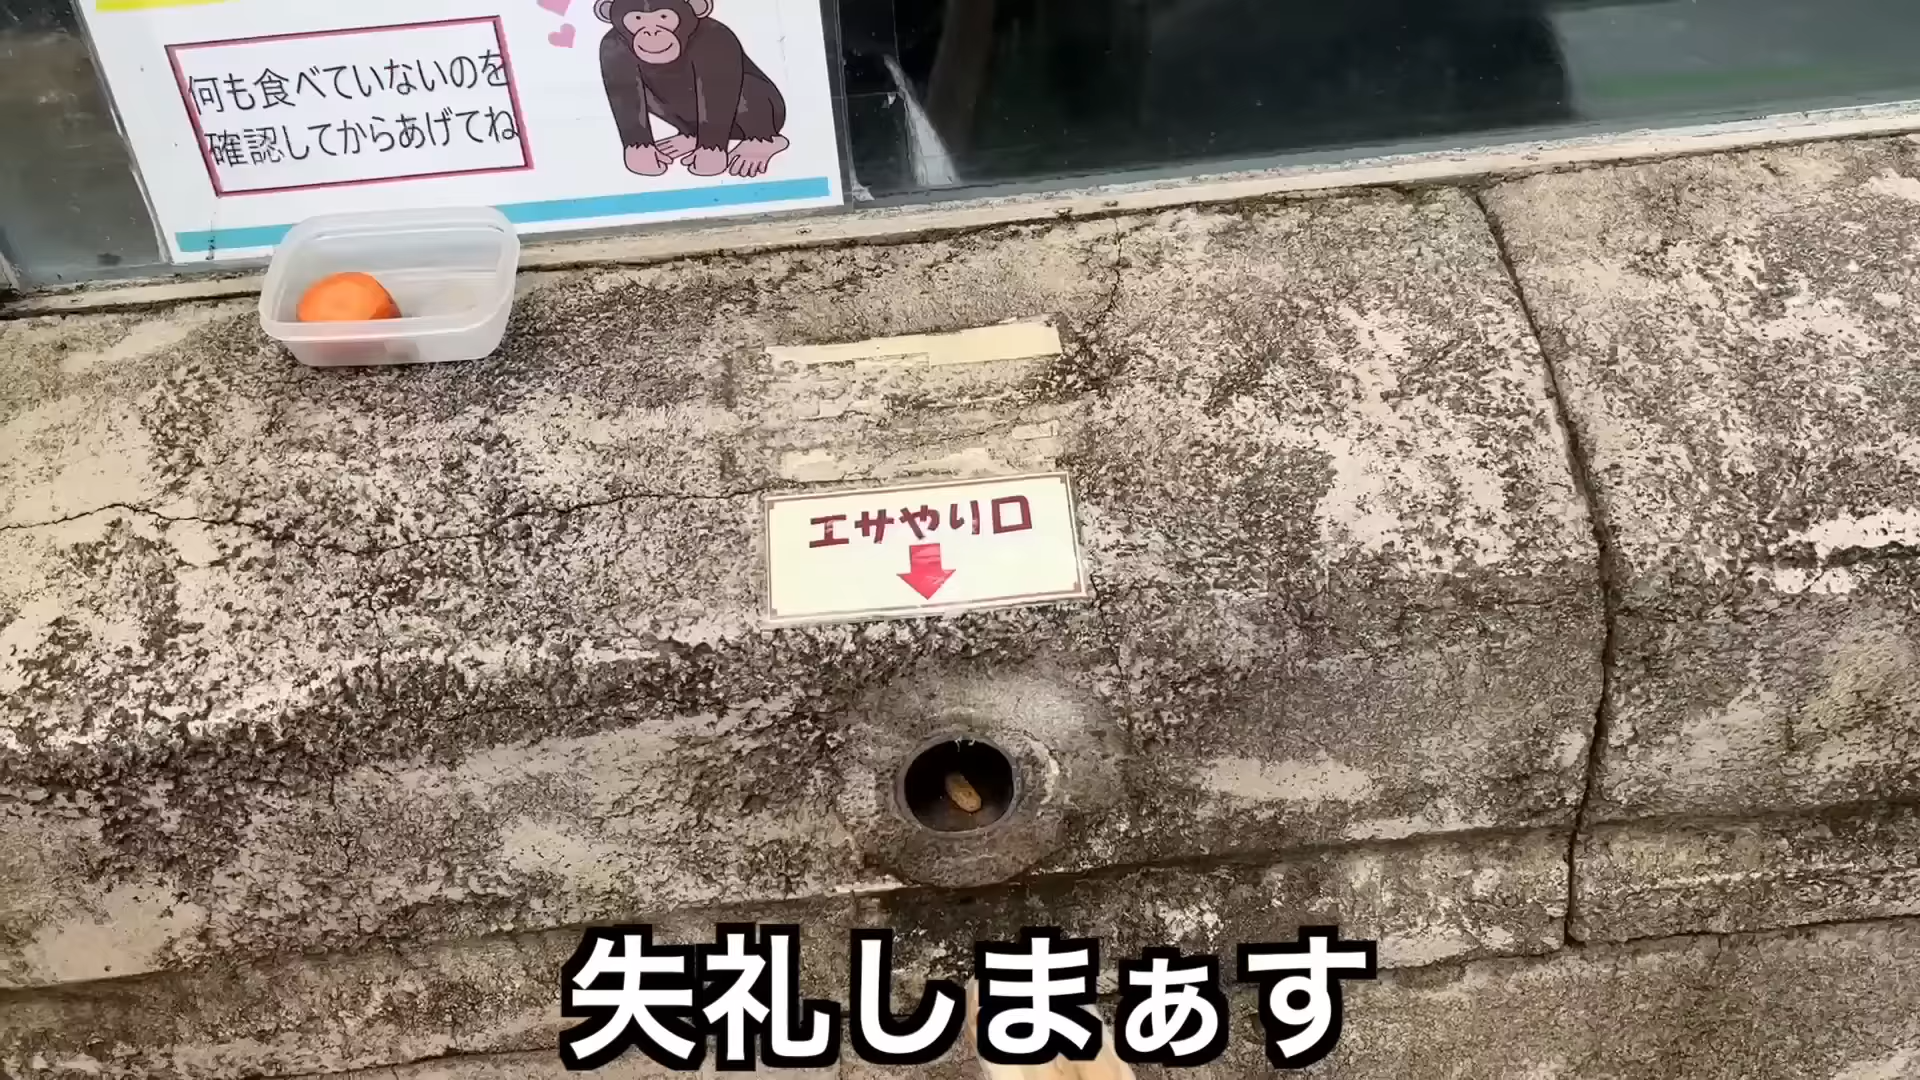 何も食べていないのを
確認してからあげてね
エサやり口
失礼しまぁす